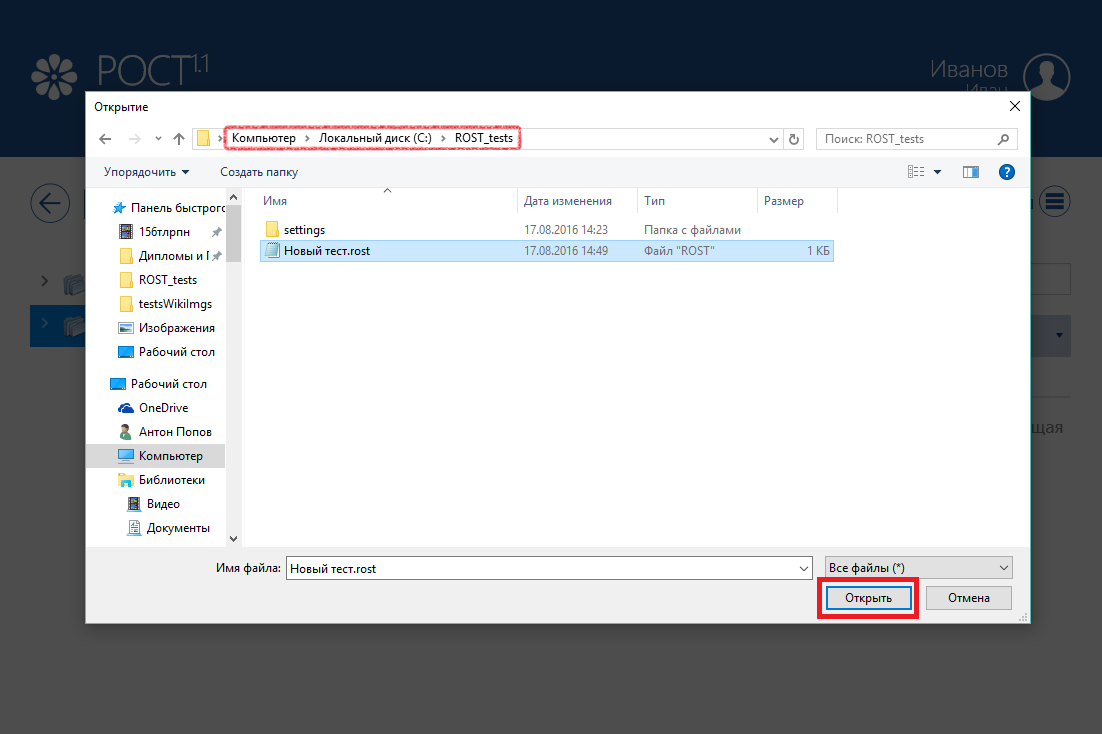 РОСТ1.1
Иванов
Иван
Открытие
Компьютер › Локальный диск (C:) › ROST_tests
Поиск: ROST_tests
Упорядочить
Создать папку
Имя
Дата изменения
Тип
Размер
settings
17.08.2016 14:23
Папка с файлами
Новый тест.rost
17.08.2016 14:49
Файл "ROST"
1 КБ
Панель быстрого
156тлрпн
Дипломы и Г
ROST_tests
testsWikiImgs
Изображения
Рабочий стол
Рабочий стол
OneDrive
Антон Попов
Компьютер
Библиотеки
Видео
Документы
щая
Имя файла:
Новый тест.rost
Все файлы (*)
Открыть
Отмена